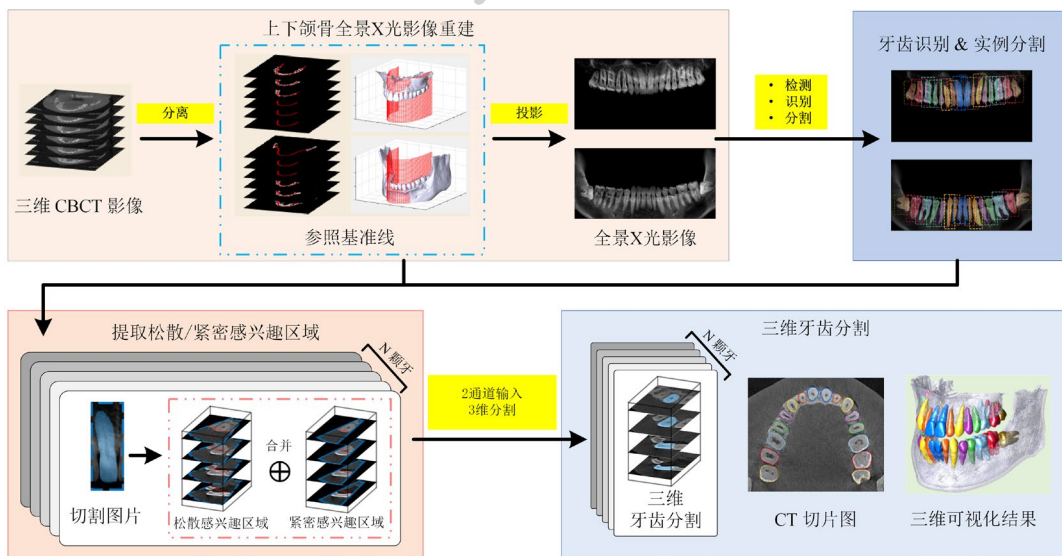 上下颌骨全景X光影像重建
牙齿识别 & 实例分割
分离
投影
• 检测
• 识别
• 分割
三维 CBCT 影像
参照基准线
全景X光影像
提取松散/紧密感兴趣区域
N 颗牙
切割图片
合并
松散感兴趣区域
紧密感兴趣区域
2通道输入
3维分割
三维牙齿分割
N 颗牙
三维
牙齿分割
CT 切片图
三维可视化结果